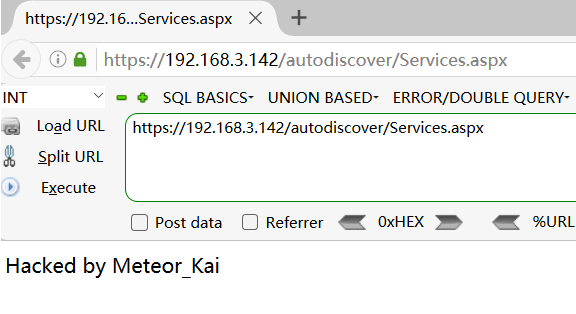 https://192.16...Services.aspx
https://192.168.3.142/autodiscover/Services.aspx
INT SQL BASICS UNION BASED ERROR/DOUBLE QUERY
Load URL
Split URL
Execute
https://192.168.3.142/autodiscover/Services.aspx
Post data Referrer 0xHEX %URL
Hacked by Meteor_Kai